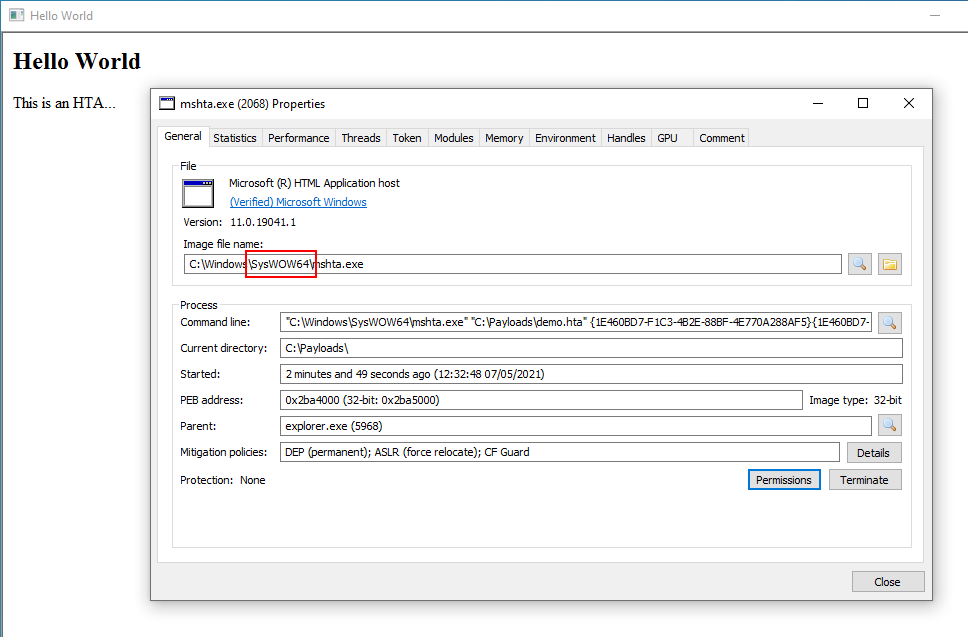 Hello World
Hello World
This is an HTA...
mshta.exe (2068) Properties
General Statistics Performance Threads Token Modules Memory Environment Handles GPU Comment
File
Microsoft (R) HTML Application host
(Verified) Microsoft Windows
Version: 11.0.19041.1
Image file name:
C:\Windows\SysWOW64\mshta.exe
Process
Command line: "C:\Windows\SysWOW64\mshta.exe" "C:\Payloads\demo.hta" {1E460BD7-F1C3-4B2E-88BF-4E770A288AF5}{1E460BD7-
Current directory: C:\Payloads\
Started: 2 minutes and 49 seconds ago (12:32:48 07/05/2021)
PEB address: 0x2ba4000 (32-bit: 0x2ba5000) Image type: 32-bit
Parent: explorer.exe (5968)
Mitigation policies: DEP (permanent); ASLR (force relocate); CF Guard Details
Protection: None Permissions Terminate
Close